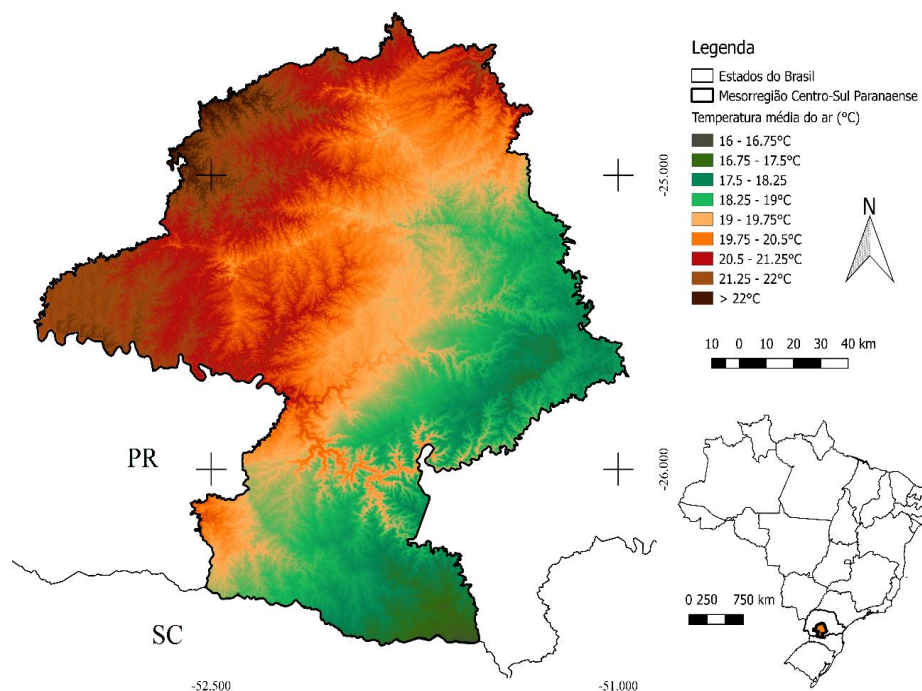 Legenda
Estados do Brasil
Mesorregião Centro-Sul Paranaense
Temperatura média do ar (°C)
16 - 16.75°C
16.75 - 17.5°C
17.5 - 18.25
18.25 - 19°C
19 - 19.75°C
19.75 - 20.5°C
20.5 - 21.25°C
21.25 - 22°C
> 22°C
N
10 0 10 20 30 40 km
-25.000
-26.000
PR
SC
0 250 750 km
-52.500
-51.000